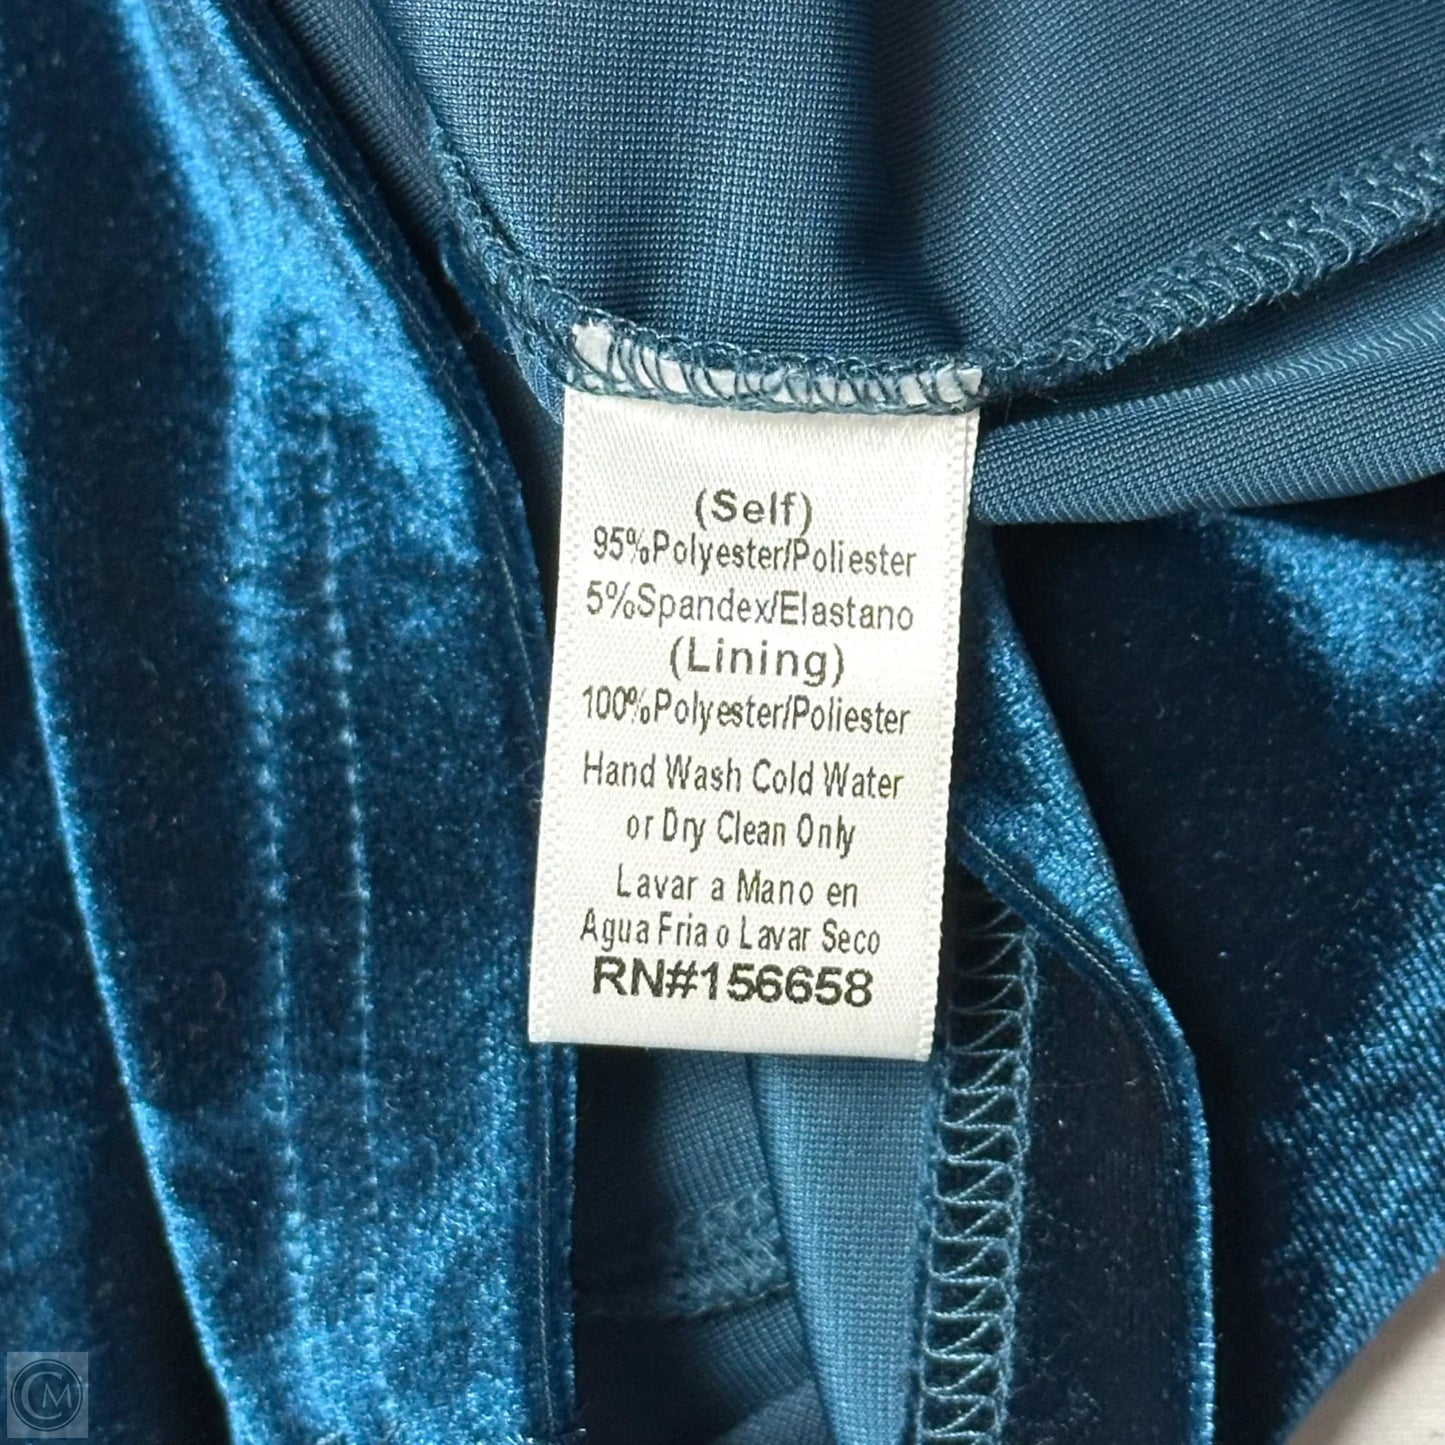 (Self)
95%Polyester/Poliester
5%Spandex/Elastano
(Lining)
100%Polyester/Poliester
Hand Wash Cold Water
or Dry Clean Only
Lavar a Mano en
Agua Fria o Lavar Seco
RN#156658
CM